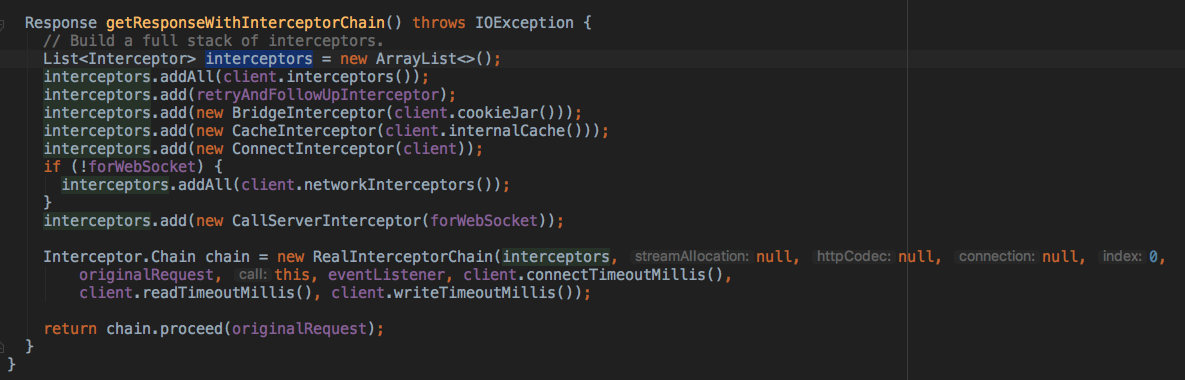 Response getResponseWithInterceptorChain() throws IOException {
// Build a full stack of interceptors.
List<Interceptor> interceptors = new ArrayList<>();
interceptors.addAll(client.interceptors());
interceptors.add(retryAndFollowUpInterceptor);
interceptors.add(new BridgeInterceptor(client.cookieJar()));
interceptors.add(new CacheInterceptor(client.internalCache()));
interceptors.add(new ConnectInterceptor(client));
if (!forWebSocket) {
interceptors.addAll(client.networkInterceptors());
}
interceptors.add(new CallServerInterceptor(forWebSocket));
Interceptor.Chain chain = new RealInterceptorChain(interceptors, streamAllocation: null, httpCodec: null, connection: null, index: 0,
originalRequest, call: this, eventListener, client.connectTimeoutMillis(),
client.readTimeoutMillis(), client.writeTimeoutMillis());
return chain.proceed(originalRequest);
}
}